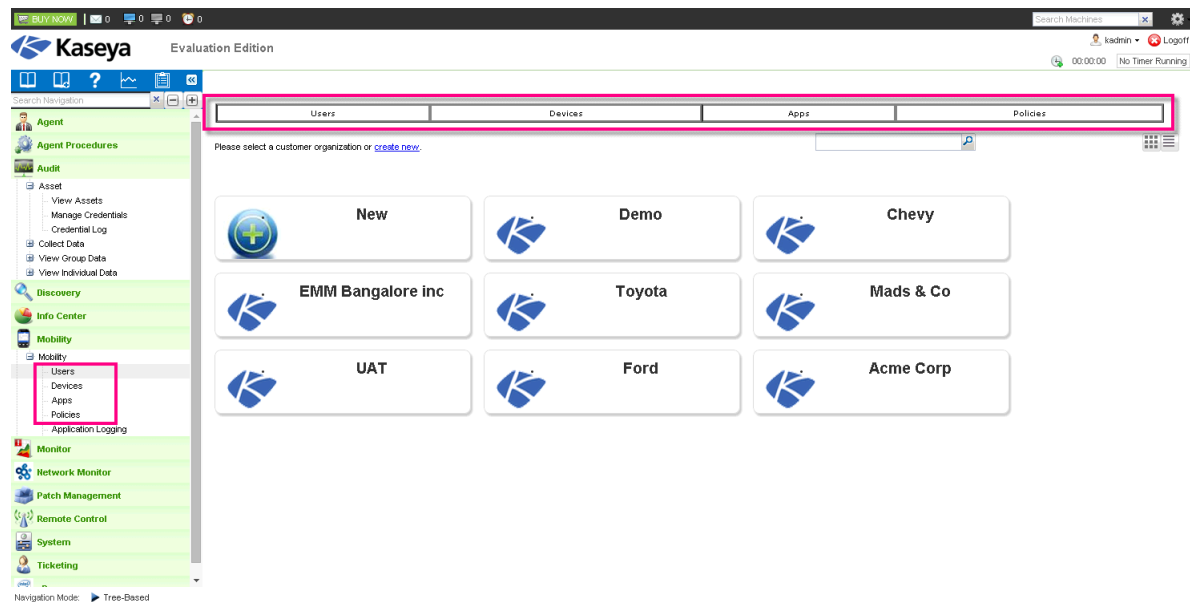 BUY NOW 0 0 0 0 Search Machines
Kaseya Evaluation Edition kadmin Logoff
00:00:00 No Timer Running
Search Navigation
Users Devices Apps Policies
Please select a customer organization or create new.
Agent
Agent Procedures
Audit
Asset
View Assets
Manage Credentials
Credential Log
Collect Data
View Group Data
View Individual Data
Discovery
Info Center
Mobility
Mobility
Users
Devices
Apps
Policies
Application Logging
Monitor
Network Monitor
Patch Management
Remote Control
System
Ticketing
New Demo Chevy
EMM Bangalore inc Toyota Mads & Co
UAT Ford Acme Corp
Navigation Mode: Tree-Based